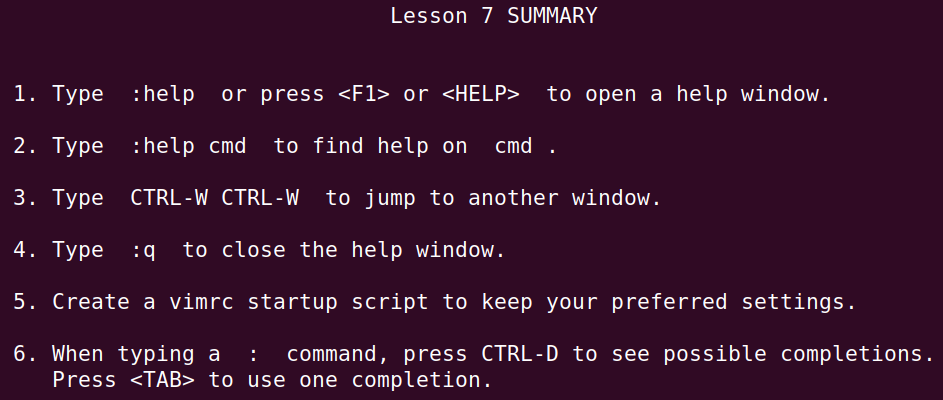 Lesson 7 SUMMARY
1. Type  :help  or press <F1> or <HELP>  to open a help window.
2. Type  :help cmd  to find help on  cmd .
3. Type  CTRL-W CTRL-W  to jump to another window.
4. Type  :q  to close the help window.
5. Create a vimrc startup script to keep your preferred settings.
6. When typing a  :  command, press CTRL-D to see possible completions.
Press <TAB> to use one completion.